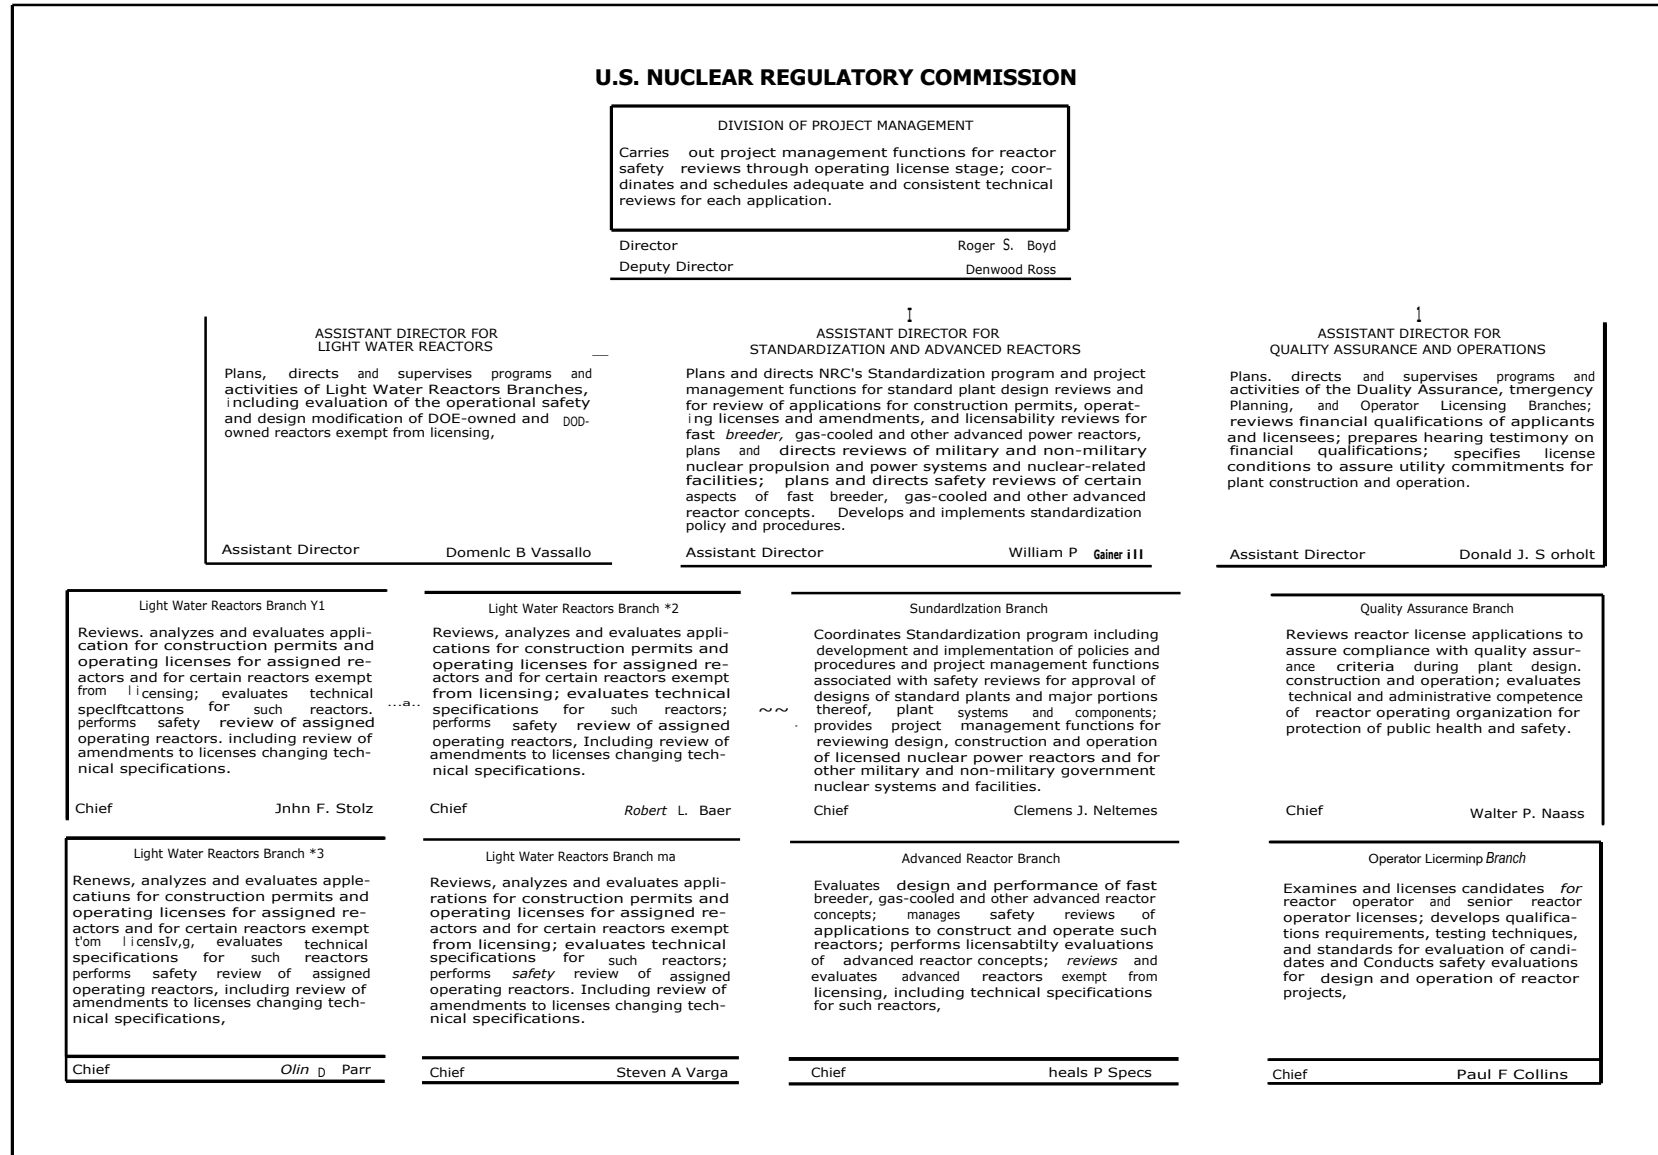 U.S. NUCLEAR REGULATORY COMMISSION
DIVISION OF PROJECT MANAGEMENT
Carries out project management functions for reactor
safety reviews through operating license stage; coor-
dinates and schedules adequate and consistent technical
reviews for each application.
Director Roger S. Boyd
Deputy Director Denwood Ross
I
ASSISTANT DIRECTOR FOR
LIGHT WATER REACTORS
Plans, directs and supervises programs and
activities of Light Water Reactors Branches,
including evaluation of the operational safety
and design modification of DOE-owned and DOD-
owned reactors exempt from licensing,
Assistant Director Domenlc B Vassallo
ASSISTANT DIRECTOR FOR
STANDARDIZATION AND ADVANCED REACTORS
Plans and directs NRC's Standardization program and project
management functions for standard plant design reviews and
for review of applications for construction permits, operat-
ing licenses and amendments, and licensability reviews for
fast breeder, gas-cooled and other advanced power reactors,
plans and directs reviews of military and non-military
nuclear propulsion and power systems and nuclear-related
facilities; plans and directs safety reviews of certain
aspects of fast breeder, gas-cooled and other advanced
reactor concepts. Develops and implements standardization
policy and procedures.
Assistant Director William P Gainer ill
1
ASSISTANT DIRECTOR FOR
QUALITY ASSURANCE AND OPERATIONS
Plans. directs and supervises programs and
activities of the Duality Assurance, tmergency
Planning, and Operator Licensing Branches;
reviews financial qualifications of applicants
and licensees; prepares hearing testimony on
financial qualifications; specifies license
conditions to assure utility commitments for
plant construction and operation.
Assistant Director Donald J. S orholt
Light Water Reactors Branch Y1
Reviews. analyzes and evaluates appli-
cation for construction permits and
operating licenses for assigned re-
actors and for certain reactors exempt
from licensing; evaluates technical
speclftcattons for such reactors.
performs safety review of assigned
operating reactors. including review of
amendments to licenses changing tech-
nical specifications.
Chief Jnhn F. Stolz
...a..
Light Water Reactors Branch *2
Reviews, analyzes and evaluates appli-
cations for construction permits and
operating licenses for assigned re-
actors and for certain reactors exempt
from licensing; evaluates technical
specifications for such reactors;
performs safety review of assigned
operating reactors, Including review of
amendments to licenses changing tech-
nical specifications.
Chief Robert L. Baer
~~
Sundardlzation Branch
Coordinates Standardization program including
development and implementation of policies and
procedures and project management functions
associated with safety reviews for approval of
designs of standard plants and major portions
thereof, plant systems and components;
provides project management functions for
reviewing design, construction and operation
of licensed nuclear power reactors and for
other military and non-military government
nuclear systems and facilities.
Chief Clemens J. Neltemes
Quality Assurance Branch
Reviews reactor license applications to
assure compliance with quality assur-
ance criteria during plant design.
construction and operation; evaluates
technical and administrative competence
of reactor operating organization for
protection of public health and safety.
Chief Walter P. Naass
Light Water Reactors Branch *3
Renews, analyzes and evaluates apple-
catiuns for construction permits and
operating licenses for assigned re-
actors and for certain reactors exempt
t'om licensIv,g, evaluates technical
specifications for such reactors
performs safety review of assigned
operating reactors, includirg review of
amendments to licenses changing tech-
nical specifications,
Chief Olin D Parr
Light Water Reactors Branch ma
Reviews, analyzes and evaluates appli-
rations for construction permits and
operating licenses for assigned re-
actors and for certain reactors exempt
from licensing; evaluates technical
specifications for such reactors;
performs safety review of assigned
operating reactors. Including review of
amendments to licenses changing tech-
nical specifications.
Chief Steven A Varga
Advanced Reactor Branch
Evaluates design and performance of fast
breeder, gas-cooled and other advanced reactor
concepts; manages safety reviews of
applications to construct and operate such
reactors; performs licensabtilty evaluations
of advanced reactor concepts; reviews and
evaluates advanced reactors exempt from
licensing, including technical specifications
for such reactors,
Chief heals P Specs
Operator Licerminp Branch
Examines and licenses candidates for
reactor operator and senior reactor
operator licenses; develops qualifica-
tions requirements, testing techniques,
and standards for evaluation of candi-
dates and Conducts safety evaluations
for design and operation of reactor
projects,
Chief Paul F Collins